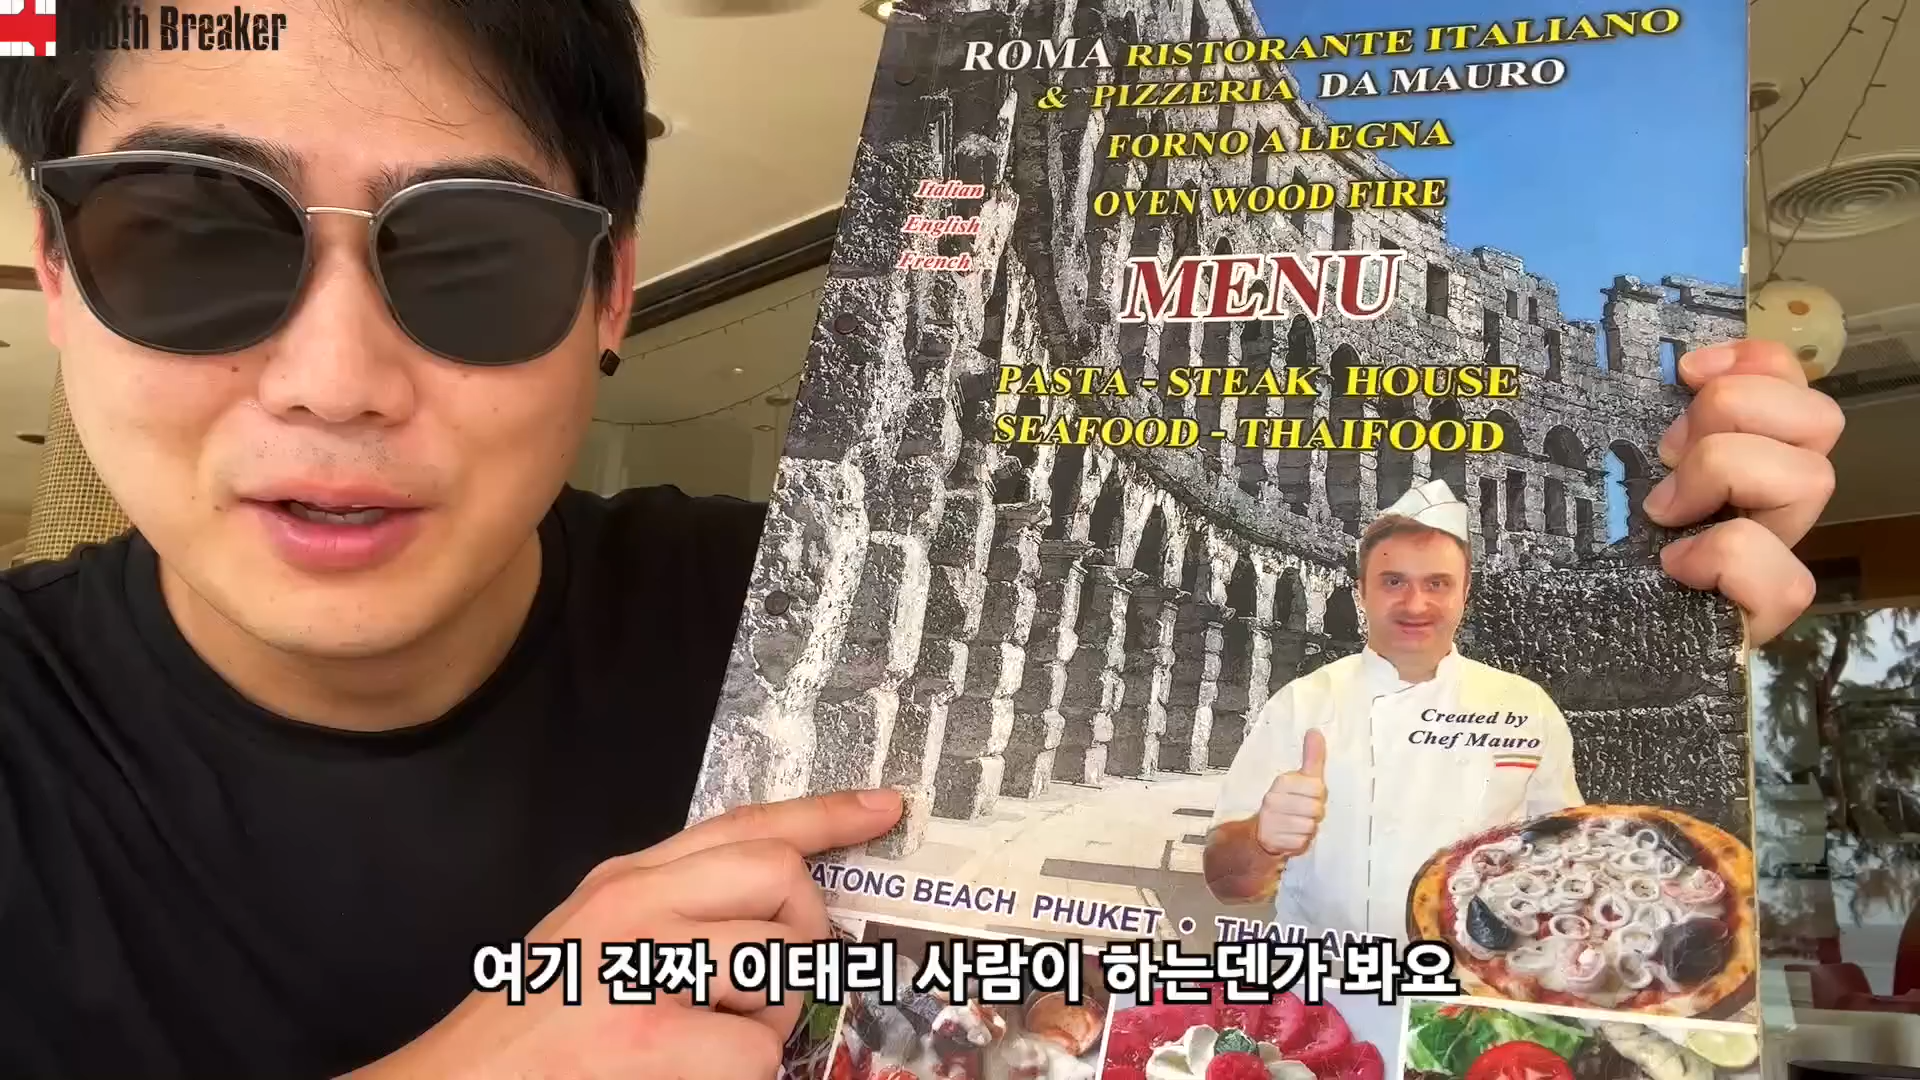 Breaker
ROMA RISTORANTE ITALIANO
& PIZZERIA DA MAURO
FORNO A LEGNA
OVEN WOOD FIRE
Italian
English
French
MENU
PASTA - STEAK HOUSE
SEAFOOD - THAIFOOD
Created by
Chef Mauro
PATONG BEACH PHUKET • THAILAND
여기 진짜 이태리 사람이 하는덴가 봐요